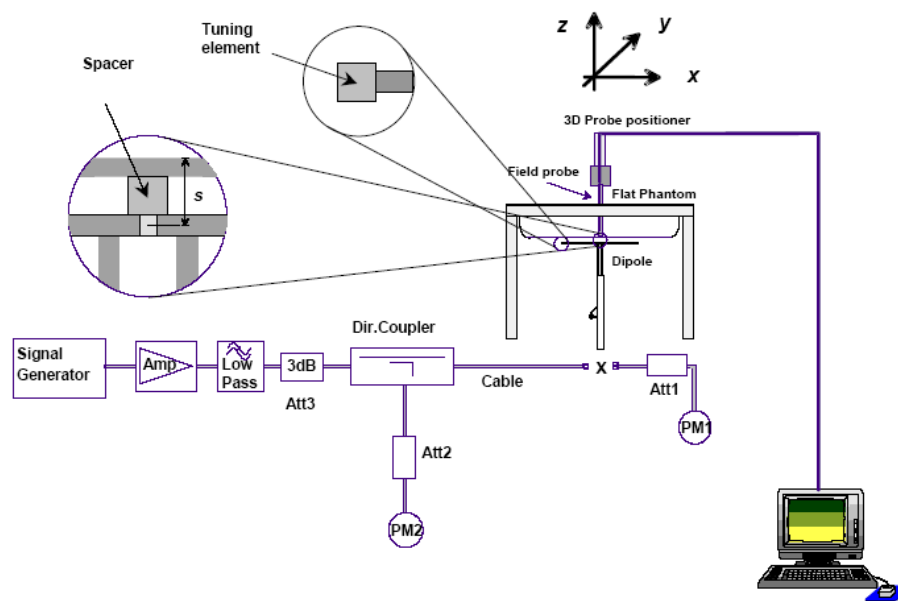 Tuning
element
Spacer
s
z
y
x
3D Probe positioner
Field probe
Flat Phantom
Dipole
Dir.Coupler
Signal
Generator
Amp
Low
Pass
3dB
Att3
Cable
X
Att1
PM1
Att2
PM2